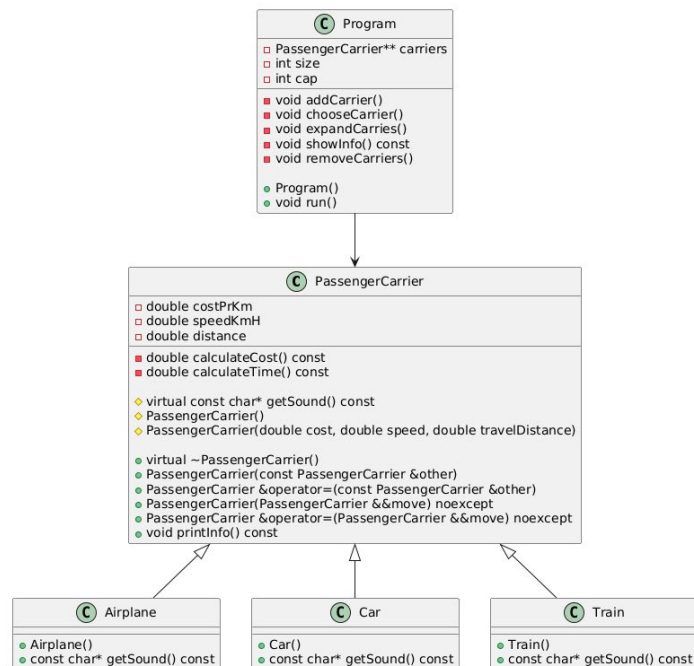 C Program
PassengerCarrier** carriers
int size
int cap
void addCarrier()
void chooseCarrier()
void expandCarries()
void showInfo() const
void removeCarriers()
Program()
void run()
C PassengerCarrier
double costPrKm
double speedKmH
double distance
double calculateCost() const
double calculateTime() const
virtual const char* getSound() const
PassengerCarrier()
PassengerCarrier(double cost, double speed, double travelDistance)
virtual ~PassengerCarrier()
PassengerCarrier(const PassengerCarrier &other)
PassengerCarrier &operator=(const PassengerCarrier &other)
PassengerCarrier(PassengerCarrier &&move) noexcept
PassengerCarrier &operator=(PassengerCarrier &&move) noexcept
void printInfo() const
C Airplane
Airplane()
const char* getSound() const
C Car
Car()
const char* getSound() const
C Train
Train()
const char* getSound() const